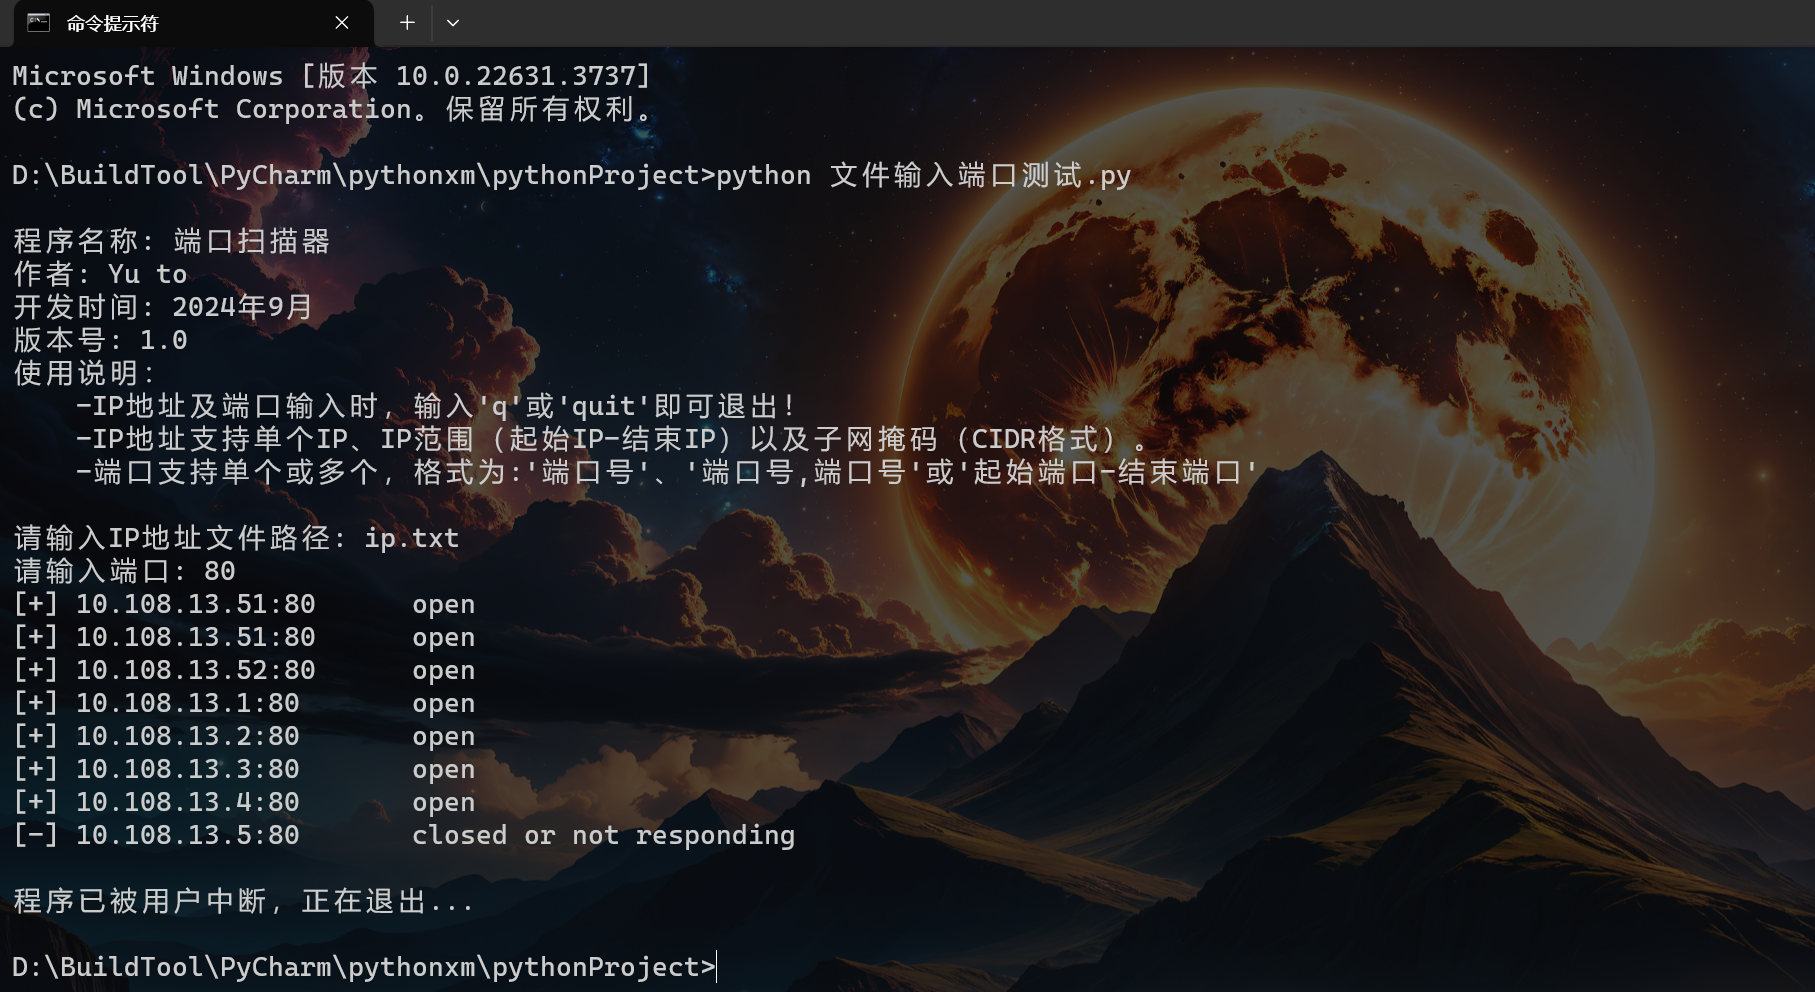 命令提示符
Microsoft Windows [版本 10.0.22631.3737]
(c) Microsoft Corporation。保留所有权利。
D:\BuildTool\PyCharm\pythonxm\pythonProject>python 文件输入端口测试.py
程序名称: 端口扫描器
作者: Yu to
开发时间: 2024年9月
版本号: 1.0
使用说明:
-IP地址及端口输入时，输入'q'或'quit'即可退出!
-IP地址支持单个IP、IP范围（起始IP-结束IP）以及子网掩码（CIDR格式）。
-端口支持单个或多个，格式为:'端口号'、'端口号,端口号'或'起始端口-结束端口'
请输入IP地址文件路径: ip.txt
请输入端口: 80
[+] 10.108.13.51:80 open
[+] 10.108.13.51:80 open
[+] 10.108.13.52:80 open
[+] 10.108.13.1:80 open
[+] 10.108.13.2:80 open
[+] 10.108.13.3:80 open
[+] 10.108.13.4:80 open
[-] 10.108.13.5:80 closed or not responding
程序已被用户中断，正在退出...
D:\BuildTool\PyCharm\pythonxm\pythonProject>